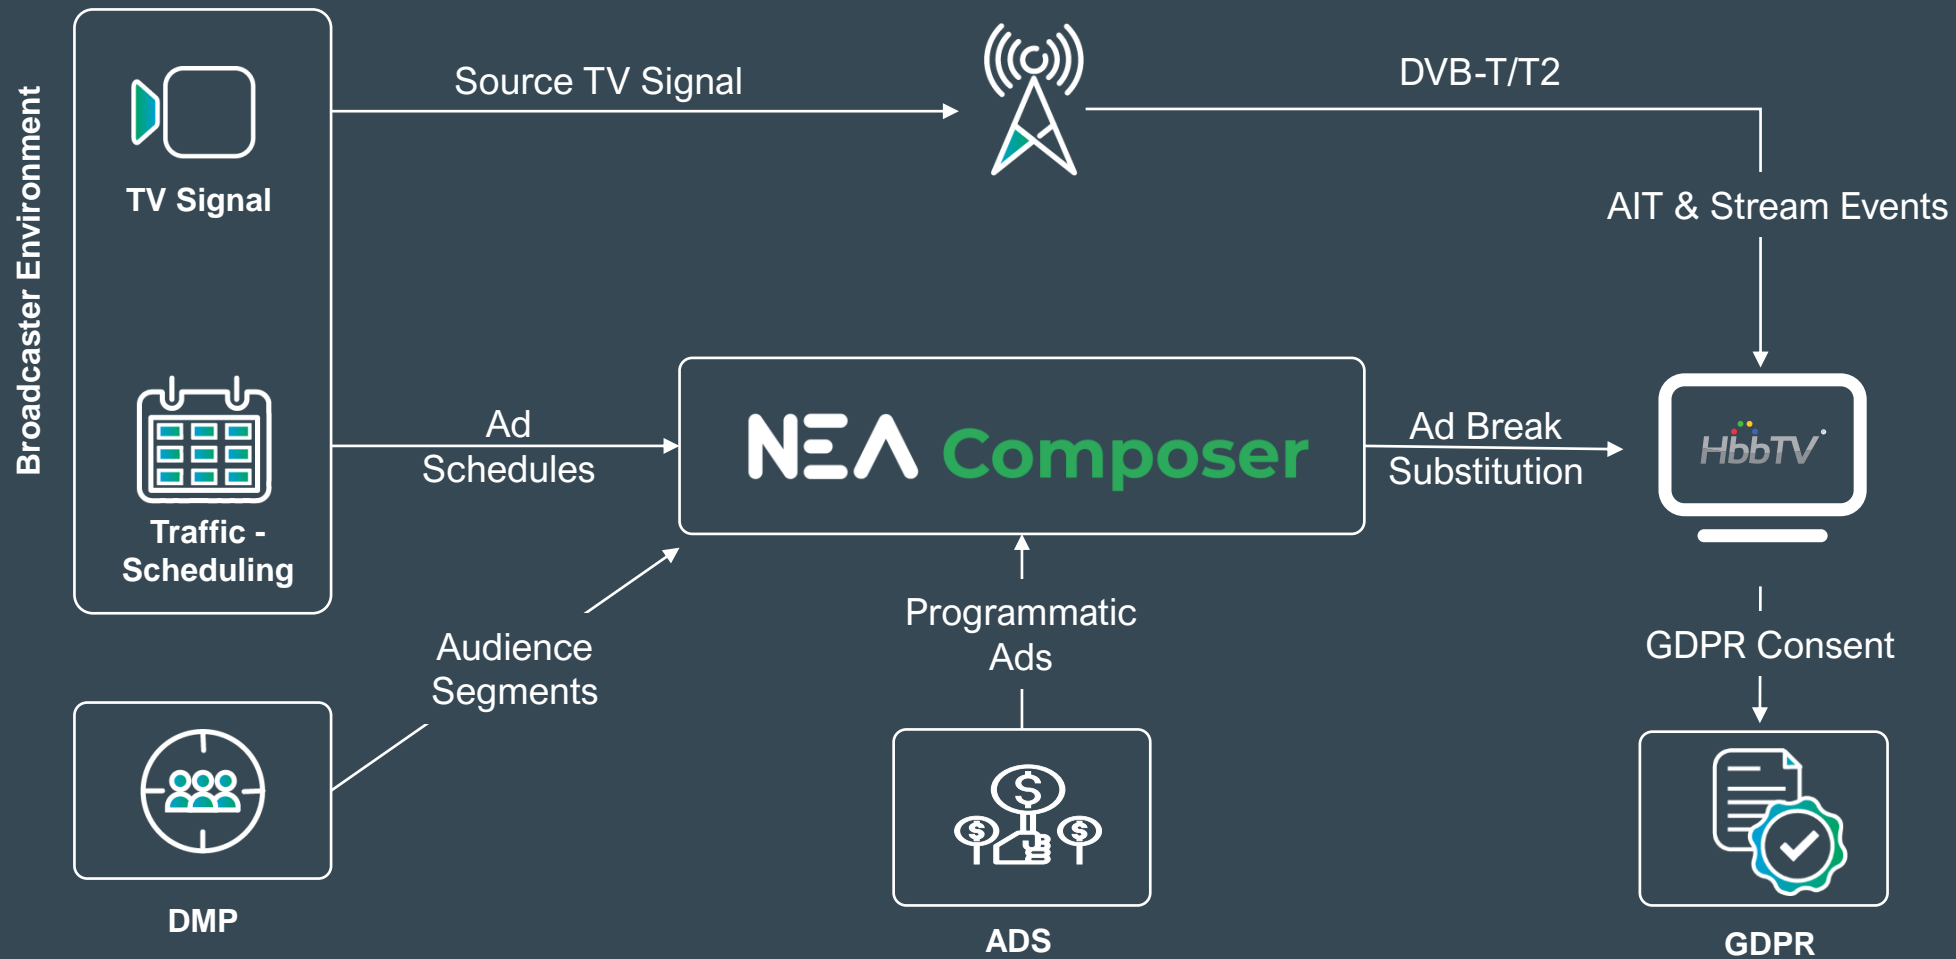 Broadcaster Environment
TV Signal
Source TV Signal
DVB-T/T2
AIT & Stream Events
Traffic -
Scheduling
Ad
Schedules
NEA Composer
Ad Break
Substitution
HbbTV
Audience
Segments
Programmatic
Ads
GDPR Consent
DMP
$
$
$
ADS
GDPR